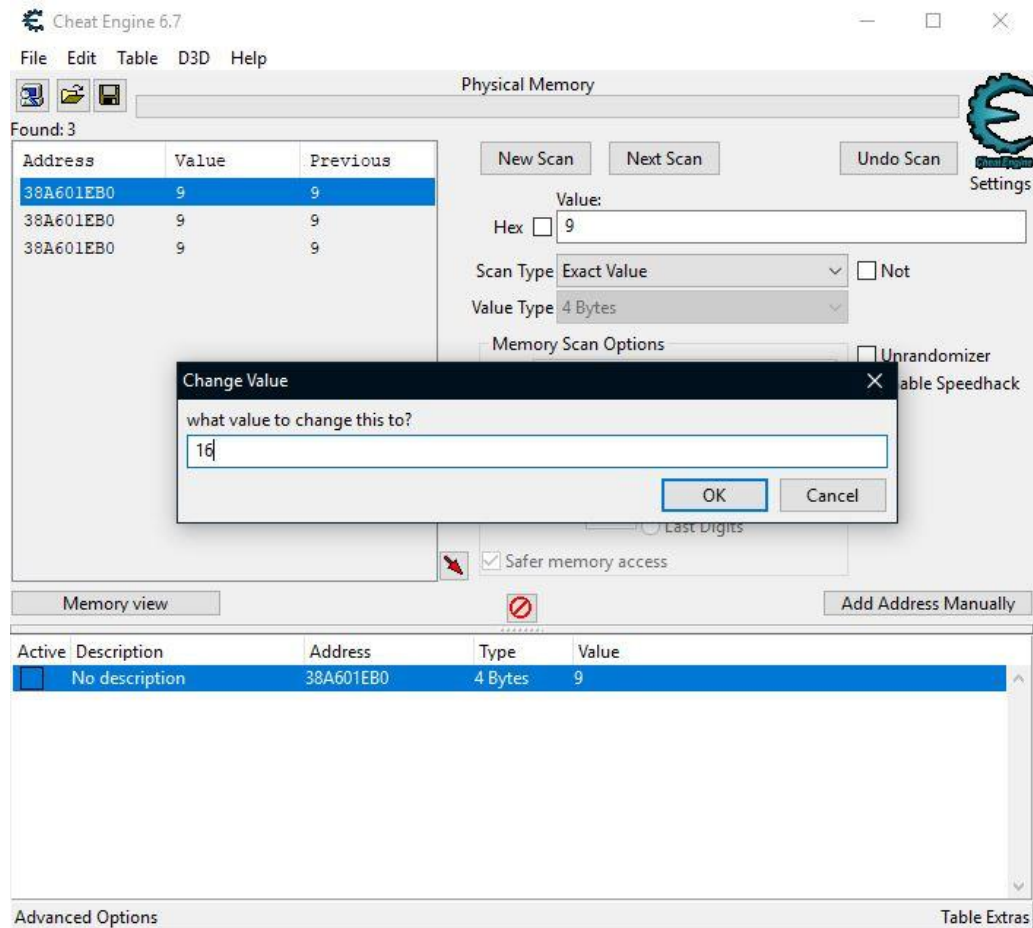 Cheat Engine 6.7
File Edit Table D3D Help
Physical Memory
Found: 3
Address Value Previous
38A601EB0 9 9
38A601EB0 9 9
38A601EB0 9 9
New Scan Next Scan Undo Scan
Cheat Engine
Settings
Value:
Hex 9
Scan Type Exact Value Not
Value Type 4 Bytes
Memory Scan Options
Unrandomizer
able Speedhack
Change Value
what value to change this to?
16
OK Cancel
Last Digits
Safer memory access
Memory view Add Address Manually
Active Description Address Type Value
No description 38A601EB0 4 Bytes 9
Advanced Options Table Extras